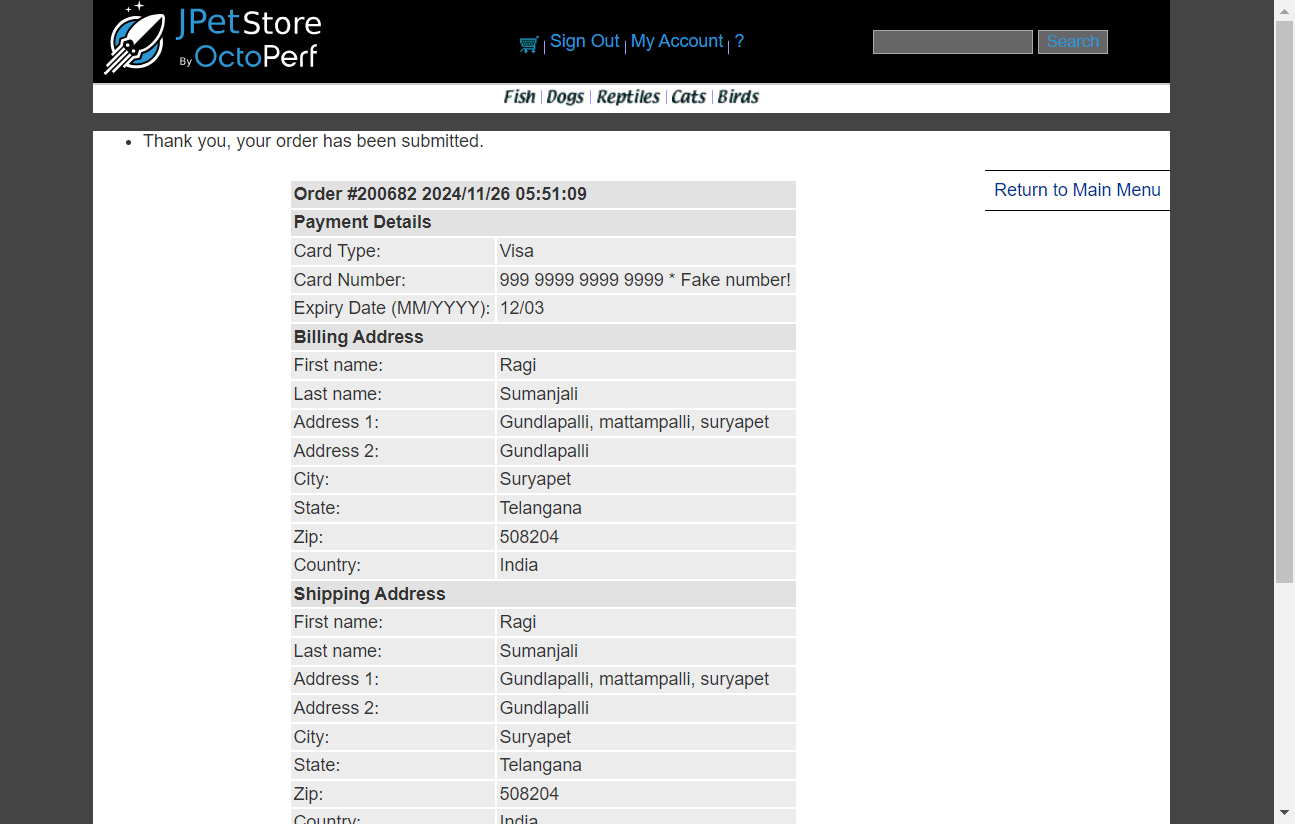 JPetStore
By OctoPerf
Sign Out | My Account | ?
Search
Fish | Dogs | Reptiles | Cats | Birds
• Thank you, your order has been submitted.
Return to Main Menu
Order #200682 2024/11/26 05:51:09
Payment Details
Card Type: Visa
Card Number: 999 9999 9999 9999 * Fake number!
Expiry Date (MM/YYYY): 12/03
Billing Address
First name: Ragi
Last name: Sumanjali
Address 1: Gundlapalli, mattampalli, suryapet
Address 2: Gundlapalli
City: Suryapet
State: Telangana
Zip: 508204
Country: India
Shipping Address
First name: Ragi
Last name: Sumanjali
Address 1: Gundlapalli, mattampalli, suryapet
Address 2: Gundlapalli
City: Suryapet
State: Telangana
Zip: 508204
Country: India